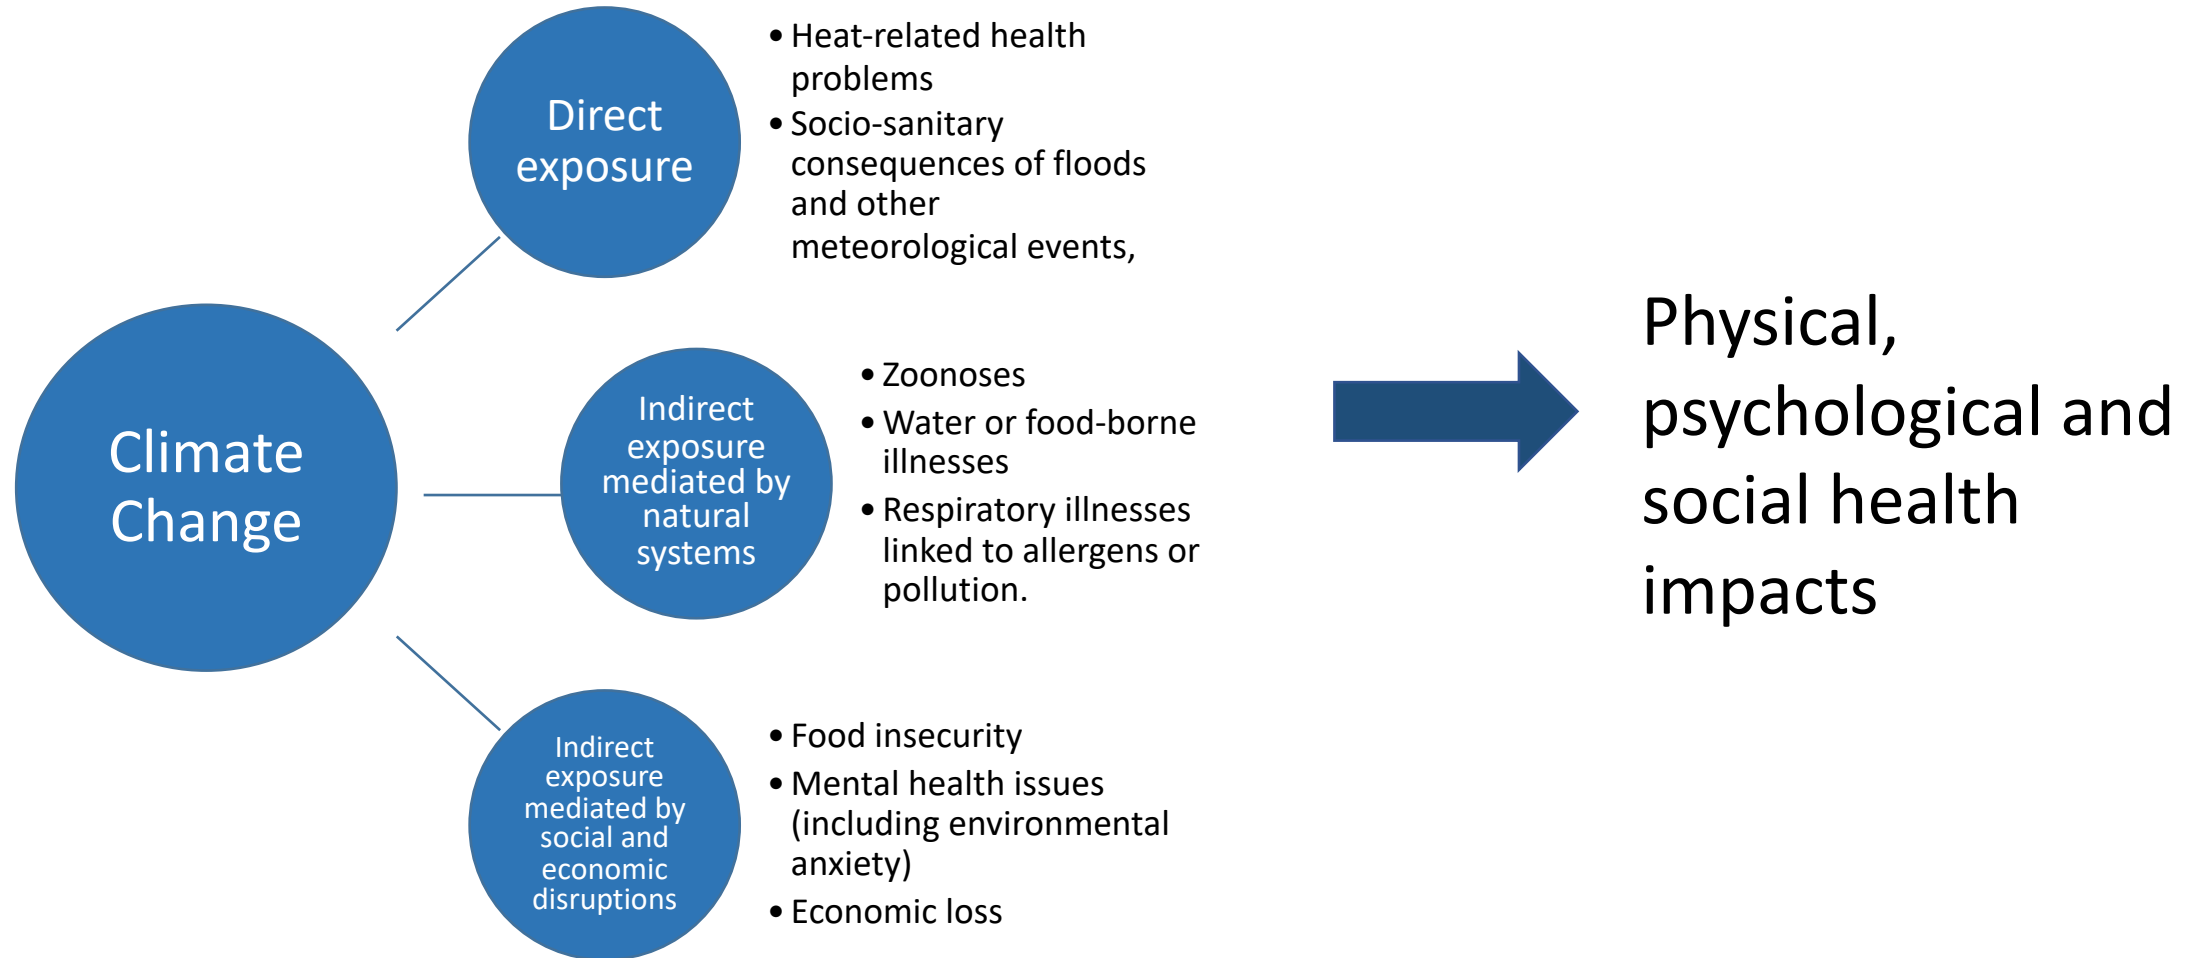 Climate
Change
Direct
exposure
• Heat-related health
problems
• Socio-sanitary
consequences of floods
and other
meteorological events,
Indirect
exposure
mediated by
natural
systems
• Zoonoses
• Water or food-borne
illnesses
• Respiratory illnesses
linked to allergens or
pollution.
Indirect
exposure
mediated by
social and
economic
disruptions
• Food insecurity
• Mental health issues
(including environmental
anxiety)
• Economic loss
Physical,
psychological and
social health
impacts